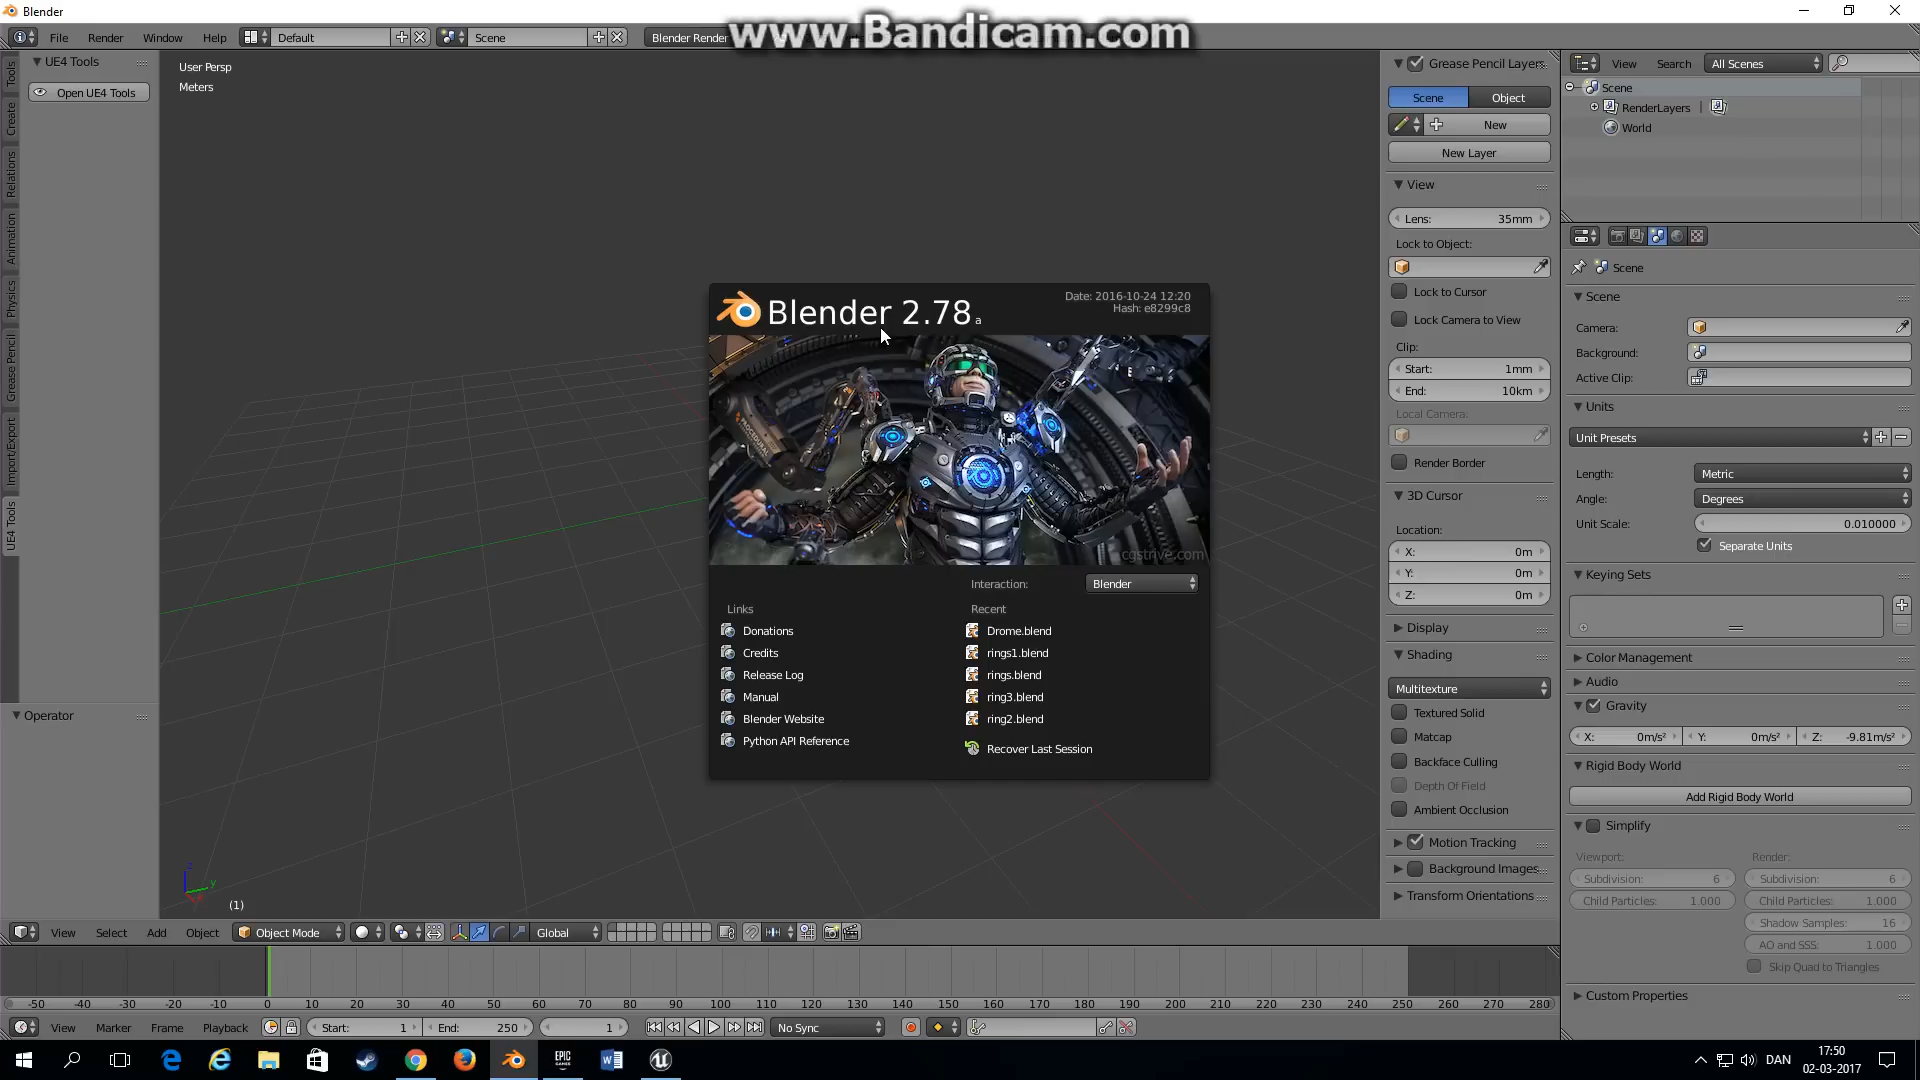 Blender
www.Bandicam.com
File Render Window Help Default Scene Blender Render
UE4 Tools
Open UE4 Tools
Tools
Create
Relations
Animation
Physics
Grease Pencil
Import/Export
UE4 Tools
Operator
User Persp
Meters
Blender 2.78 a
Date: 2016-10-24 12:20
Hash: e8299c8
PROCEDURAL
cgstrive.com
Interaction: Blender
Links
Donations
Credits
Release Log
Manual
Blender Website
Python API Reference
Recent
Drome.blend
rings1.blend
rings.blend
ring3.blend
ring2.blend
Recover Last Session
z
y
x
(1)
Grease Pencil Layers
Scene Object
New
New Layer
View
Lens: 35mm
Lock to Object:
Lock to Cursor
Lock Camera to View
Clip:
Start: 1mm
End: 10km
Local Camera:
Render Border
3D Cursor
Location:
X: 0m
Y: 0m
Z: 0m
Display
Shading
Multitexture
Textured Solid
Matcap
Backface Culling
Depth Of Field
Ambient Occlusion
Motion Tracking
Background Images
Transform Orientations
View Search All Scenes
Scene
RenderLayers |
World
Scene
Scene
Camera:
Background:
Active Clip:
Units
Unit Presets
Length: Metric
Angle: Degrees
Unit Scale: 0.010000
Separate Units
Keying Sets
Color Management
Audio
Gravity
X: 0m/s² Y: 0m/s² Z: -9.81m/s²
Rigid Body World
Add Rigid Body World
Simplify
Viewport: Render:
Subdivision: 6 Subdivision: 6
Child Particles: 1.000 Child Particles: 1.000
Shadow Samples: 16
AO and SSS: 1.000
Skip Quad to Triangles
Custom Properties
View Select Add Object Object Mode Global
-50 -40 -30 -20 -10 0 10 20 30 40 50 60 70 80 90 100 110 120 130 140 150 160 170 180 190 200 210 220 230 240 250 260 270 280
View Marker Frame Playback Start: 1 End: 250 1 No Sync
EPIC GAMES
DAN
17:50
02-03-2017